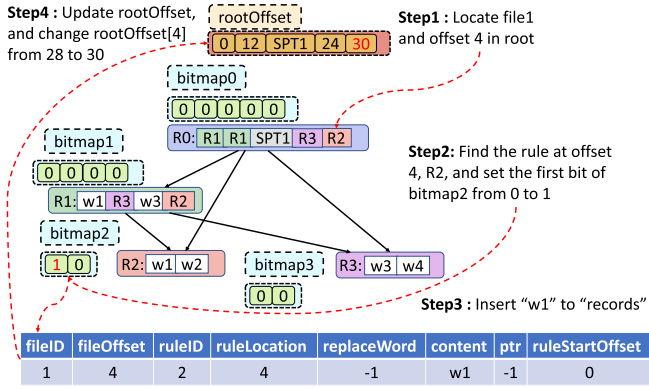 Step4 : Update rootOffset,
and change rootOffset[4]
from 28 to 30
rootOffset
0 12 SPT1 24 30
Step1 : Locate file1
and offset 4 in root
bitmap0
0 0 0 0 0
R0: R1 R1 SPT1 R3 R2
bitmap1
0 0 0 0
R1: w1 R3 w3 R2
Step2: Find the rule at offset
4, R2, and set the first bit of
bitmap2 from 0 to 1
bitmap2
1 0
R2: w1 w2
bitmap3
0 0
R3: w3 w4
Step3 : Insert “w1” to “records”
fileID fileOffset ruleID ruleLocation replaceWord content ptr ruleStartOffset
1 4 2 4 -1 w1 -1 0